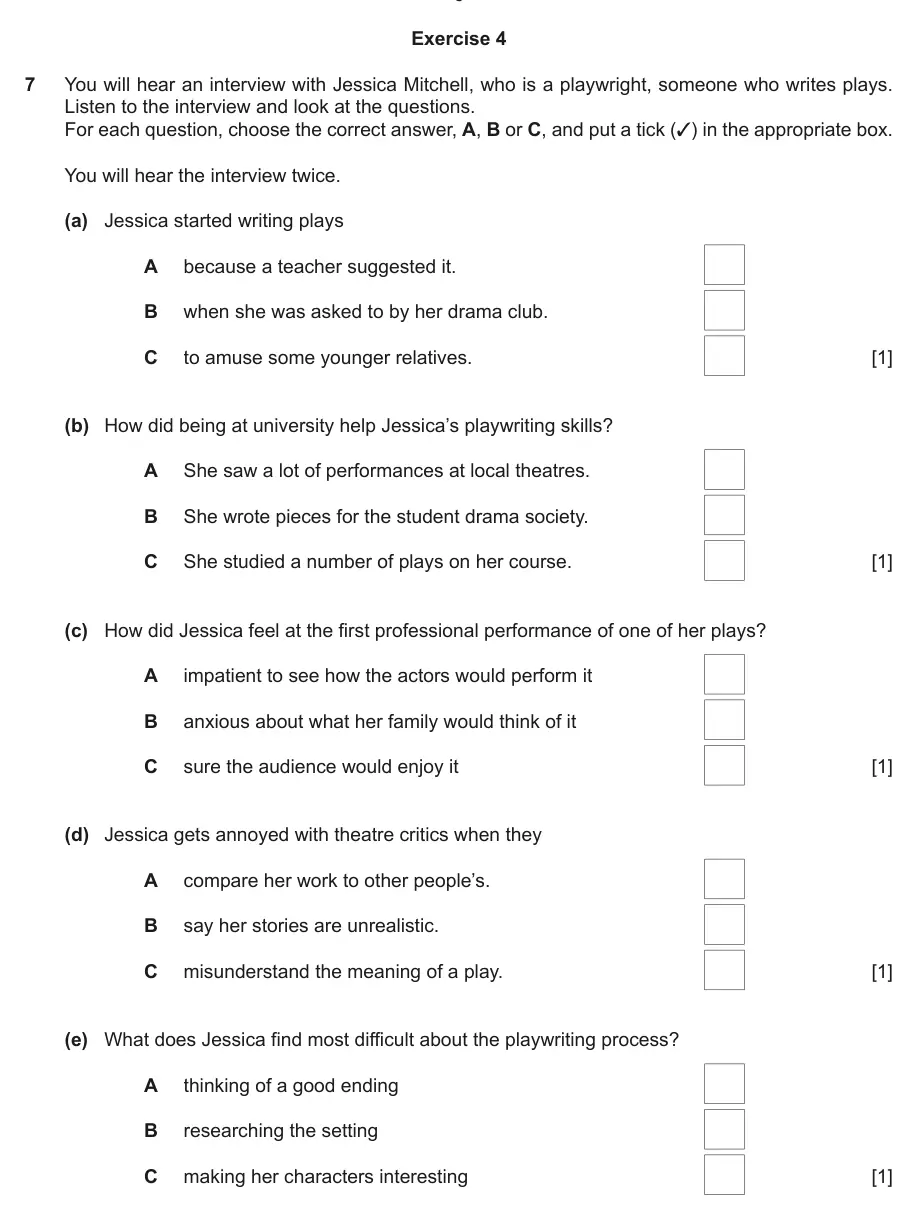 Exercise 4
7 You will hear an interview with Jessica Mitchell, who is a playwright, someone who writes plays.
Listen to the interview and look at the questions.
For each question, choose the correct answer, A, B or C, and put a tick (✓) in the appropriate box.
You will hear the interview twice.
(a) Jessica started writing plays
A because a teacher suggested it.
B when she was asked to by her drama club.
C to amuse some younger relatives. [1]
(b) How did being at university help Jessica’s playwriting skills?
A She saw a lot of performances at local theatres.
B She wrote pieces for the student drama society.
C She studied a number of plays on her course. [1]
(c) How did Jessica feel at the first professional performance of one of her plays?
A impatient to see how the actors would perform it
B anxious about what her family would think of it
C sure the audience would enjoy it [1]
(d) Jessica gets annoyed with theatre critics when they
A compare her work to other people’s.
B say her stories are unrealistic.
C misunderstand the meaning of a play. [1]
(e) What does Jessica find most difficult about the playwriting process?
A thinking of a good ending
B researching the setting
C making her characters interesting [1]